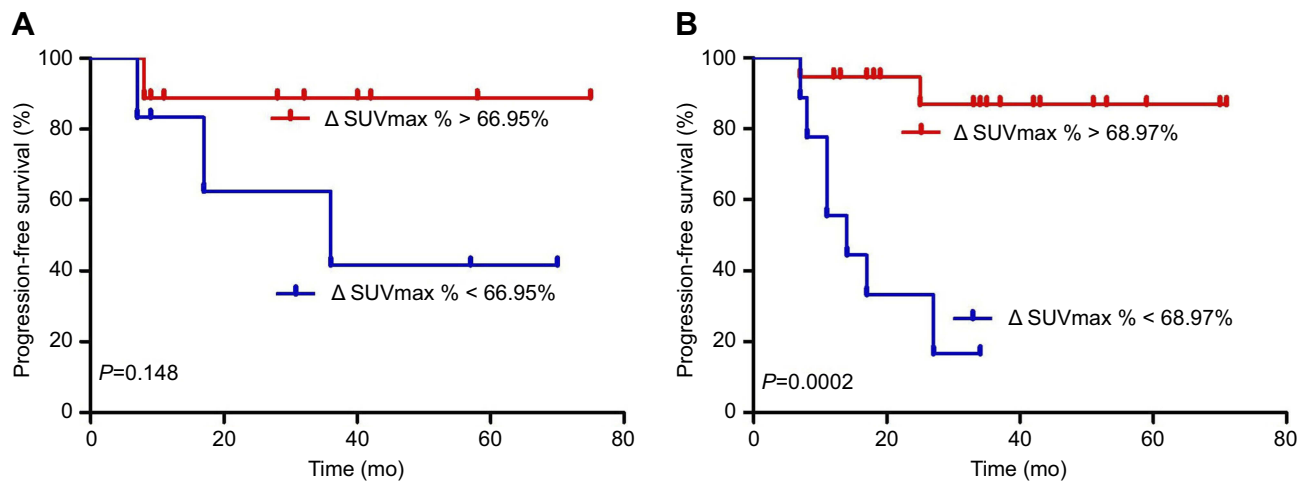 A
Progression-free survival (%)
100
80
60
40
20
0
Δ SUVmax % > 66.95%
Δ SUVmax % < 66.95%
P=0.148
0 20 40 60 80
Time (mo)
B
Progression-free survival (%)
100
80
60
40
20
0
Δ SUVmax % > 68.97%
Δ SUVmax % < 68.97%
P=0.0002
0 20 40 60 80
Time (mo)